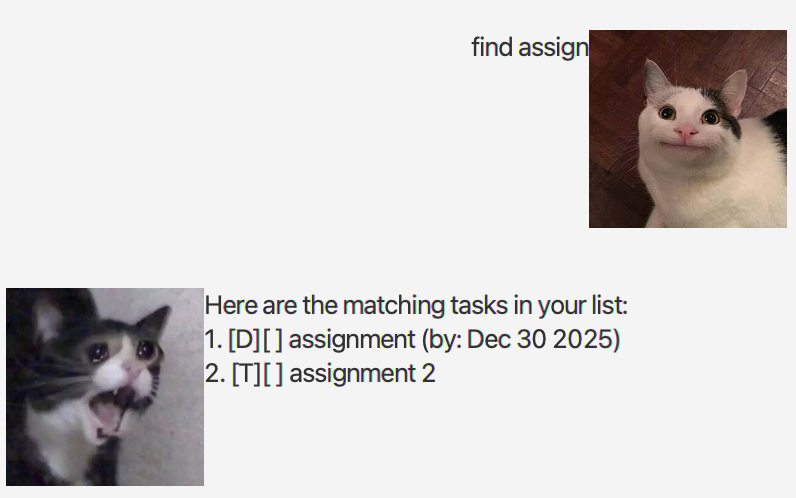 find assign
Here are the matching tasks in your list:
1. [D][ ] assignment (by: Dec 30 2025)
2. [T][ ] assignment 2